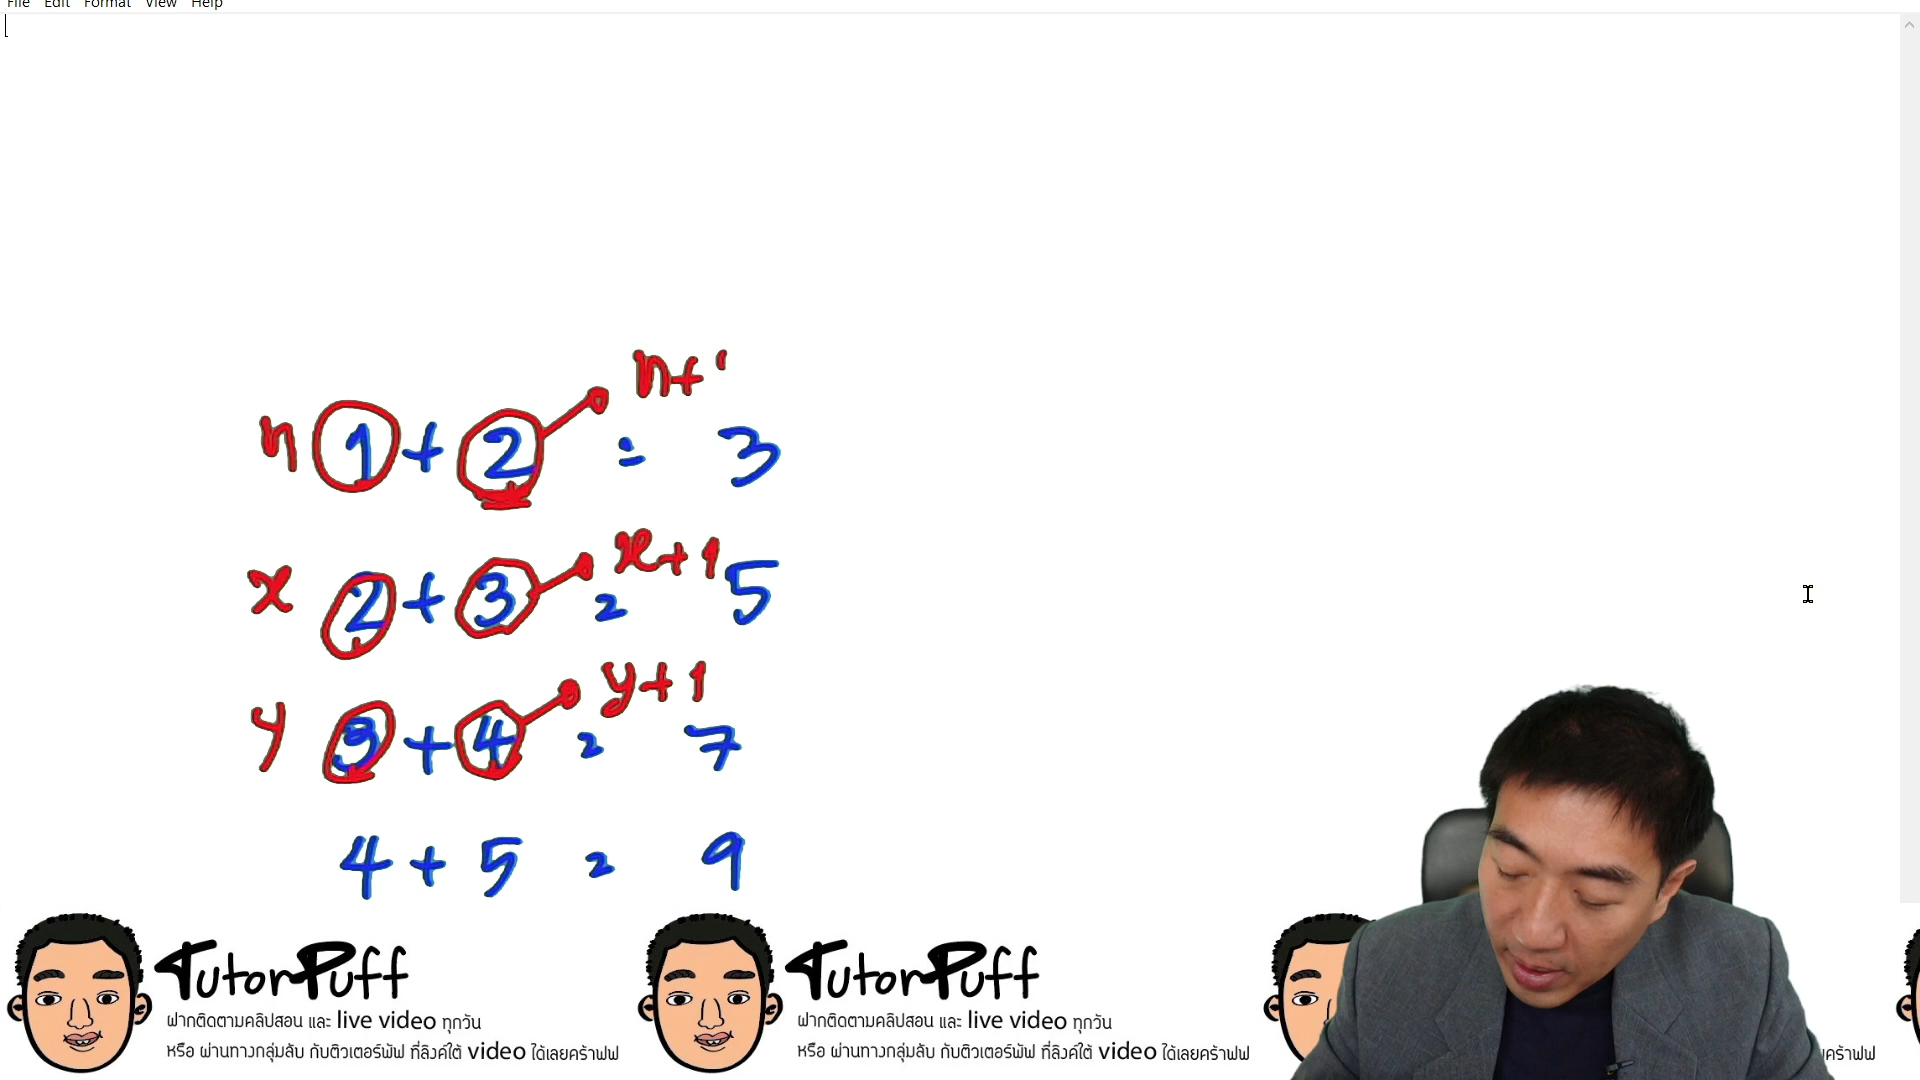 File Edit Format View Help
n+1
n 1 + 2 = 3
x+1
x 2 + 3 = 5
y+1
y 3 + 4 = 7
4 + 5 = 9
TutorPuff TutorPuff
ฝากติดตามคลิปสอน และ live video ทุกวัน ฝากติดตามคลิปสอน และ live video ทุกวัน
หรือ ผ่านทางกลุ่มลับ กับติวเตอร์พัฟ ที่ลิงค์ใต้ video ได้เลยคร้าฟฟ หรือ ผ่านทางกลุ่มลับ กับติวเตอร์พัฟ ที่ลิงค์ใต้ video ได้เลยคร้าฟฟ คร้าฟฟ